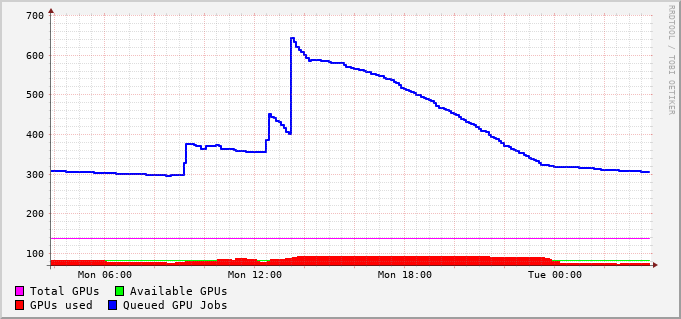 700
600
500
400
300
200
100
Mon 06:00 Mon 12:00 Mon 18:00 Tue 00:00
Total GPUs Available GPUs
GPUs used Queued GPU Jobs
RRDTOOL / TOBI OETIKER